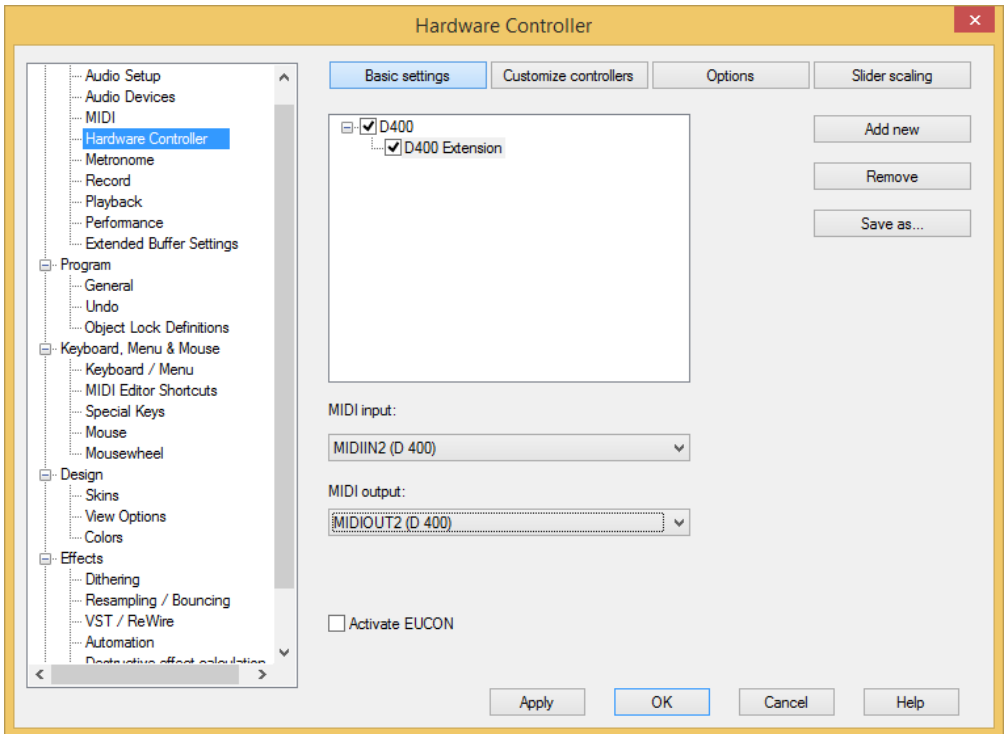 Hardware Controller
Audio Setup
Audio Devices
MIDI
Hardware Controller
Metronome
Record
Playback
Performance
Extended Buffer Settings
Program
General
Undo
Object Lock Definitions
Keyboard, Menu & Mouse
Keyboard / Menu
MIDI Editor Shortcuts
Special Keys
Mouse
Mousewheel
Design
Skins
View Options
Colors
Effects
Dithering
Resampling / Bouncing
VST / ReWire
Automation
Destructive effect calculation
Basic settings
Customize controllers
Options
Slider scaling
D400
D400 Extension
Add new
Remove
Save as...
MIDI input:
MIDIIN2 (D 400)
MIDI output:
MIDIOUT2 (D 400)
Activate EUCON
Apply
OK
Cancel
Help